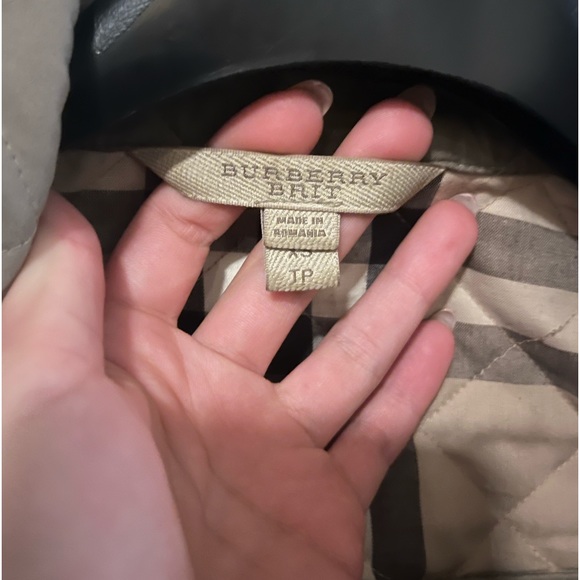 BURBERRY
BRIT
MADE IN
ROMANIA
XS
TP